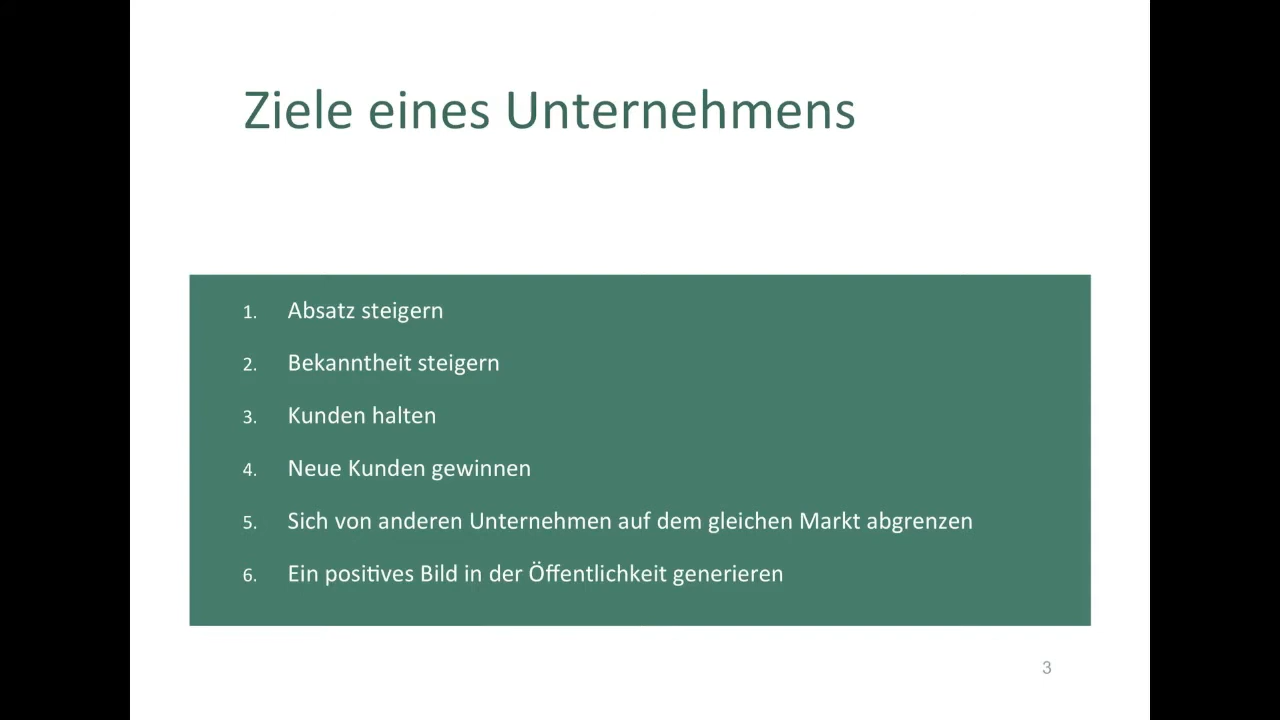 Ziele eines Unternehmens
1. Absatz steigern
2. Bekanntheit steigern
3. Kunden halten
4. Neue Kunden gewinnen
5. Sich von anderen Unternehmen auf dem gleichen Markt abgrenzen
6. Ein positives Bild in der Öffentlichkeit generieren
3